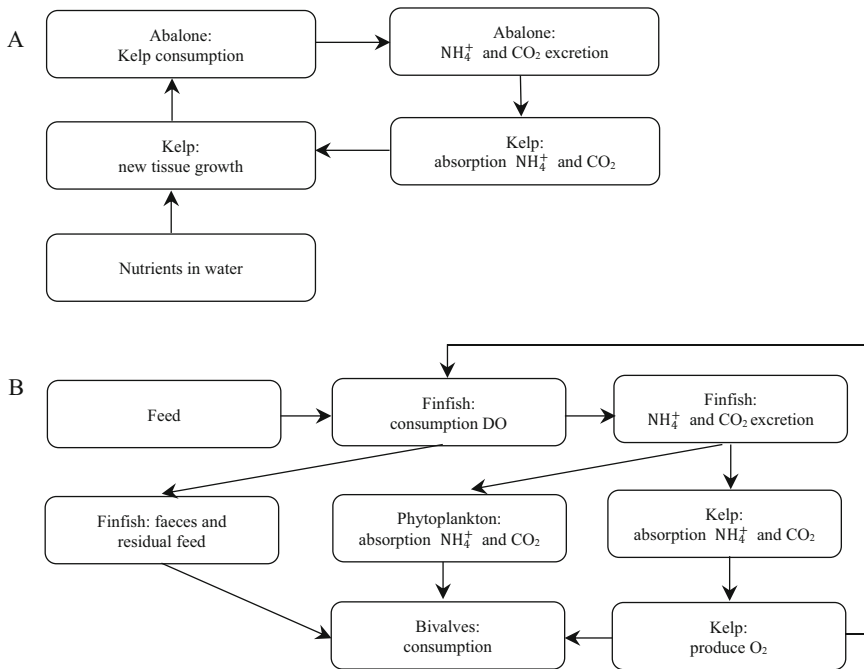 A
Abalone:
Kelp consumption
Abalone:
NH₄⁺ and CO₂ excretion
Kelp:
new tissue growth
Kelp:
absorption NH₄⁺ and CO₂
Nutrients in water
B
Feed
Finfish:
consumption DO
Finfish:
NH₄⁺ and CO₂ excretion
Finfish: faeces and
residual feed
Phytoplankton:
absorption NH₄⁺ and CO₂
Kelp:
absorption NH₄⁺ and CO₂
Bivalves:
consumption
Kelp:
produce O₂